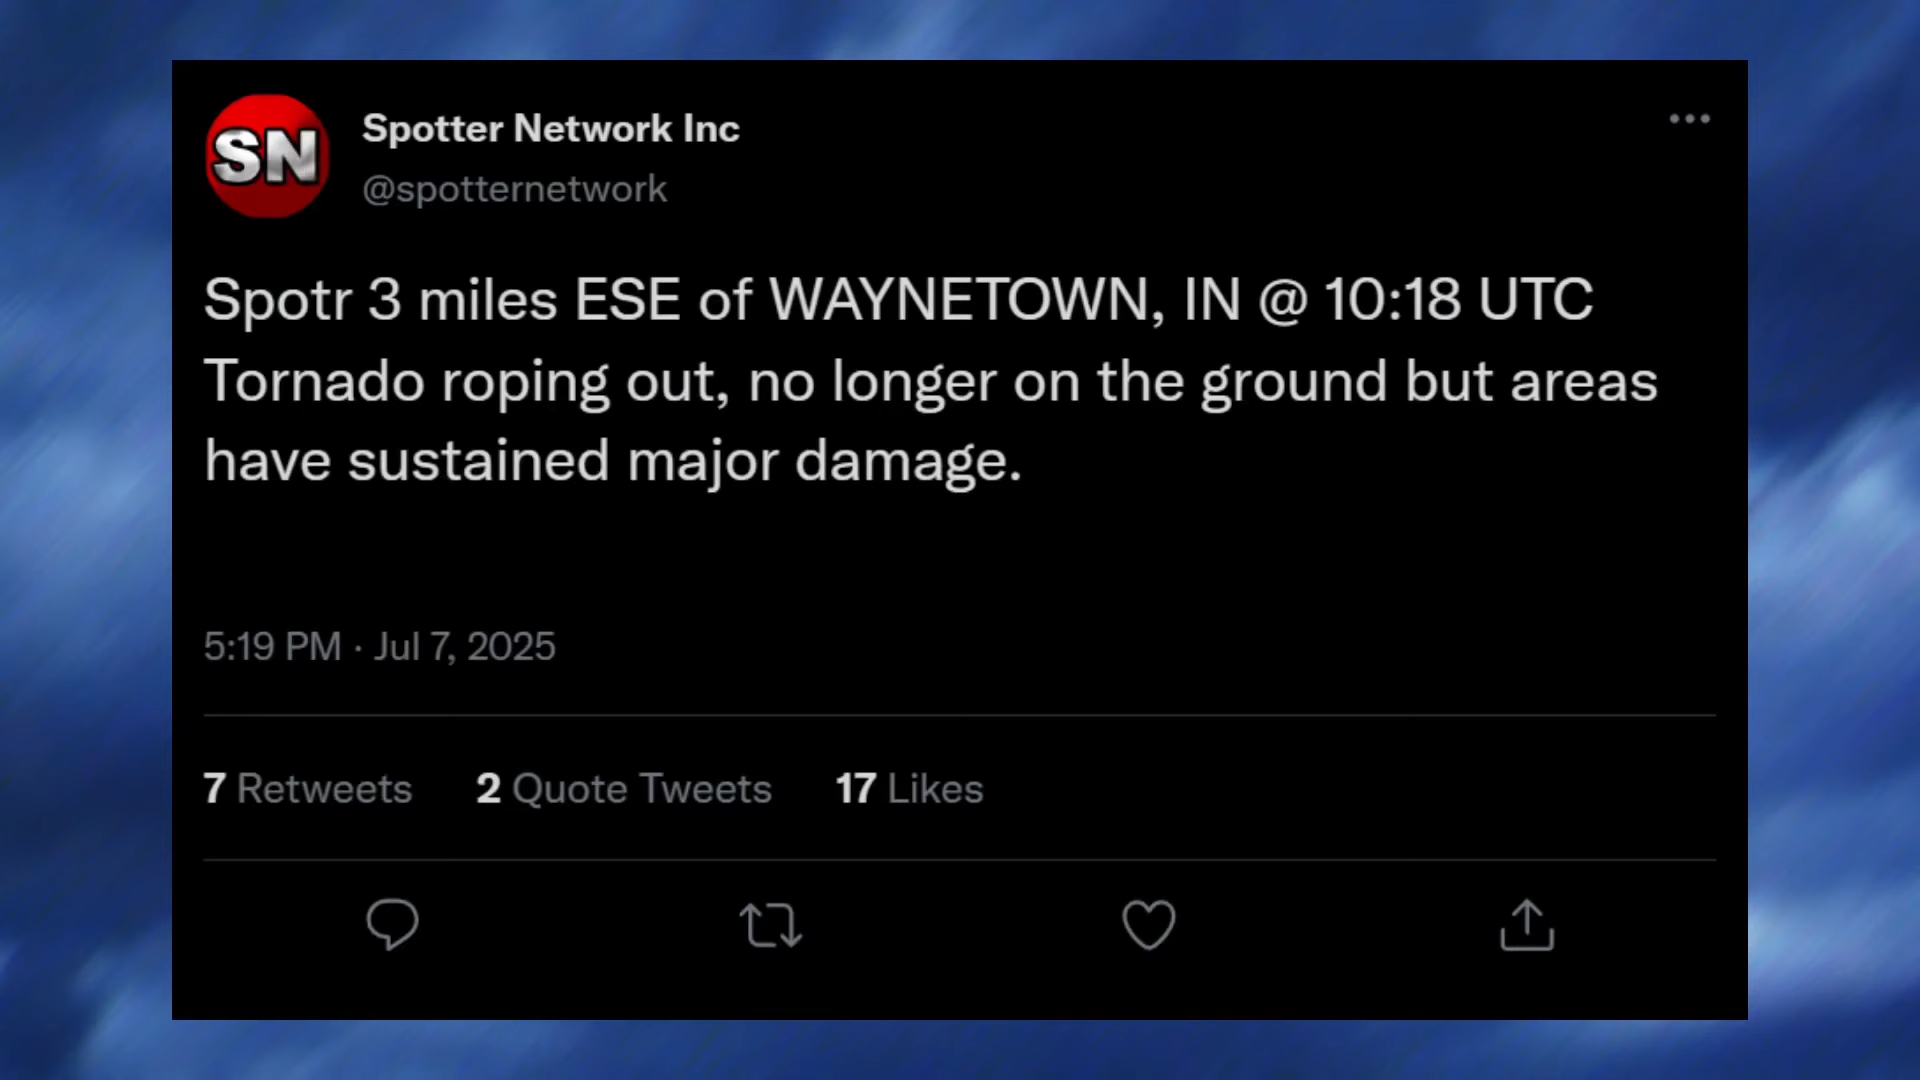 SN
Spotter Network Inc
@spotternetwork
Spotr 3 miles ESE of WAYNETOWN, IN @ 10:18 UTC
Tornado roping out, no longer on the ground but areas
have sustained major damage.
5:19 PM · Jul 7, 2025
7 Retweets 2 Quote Tweets 17 Likes